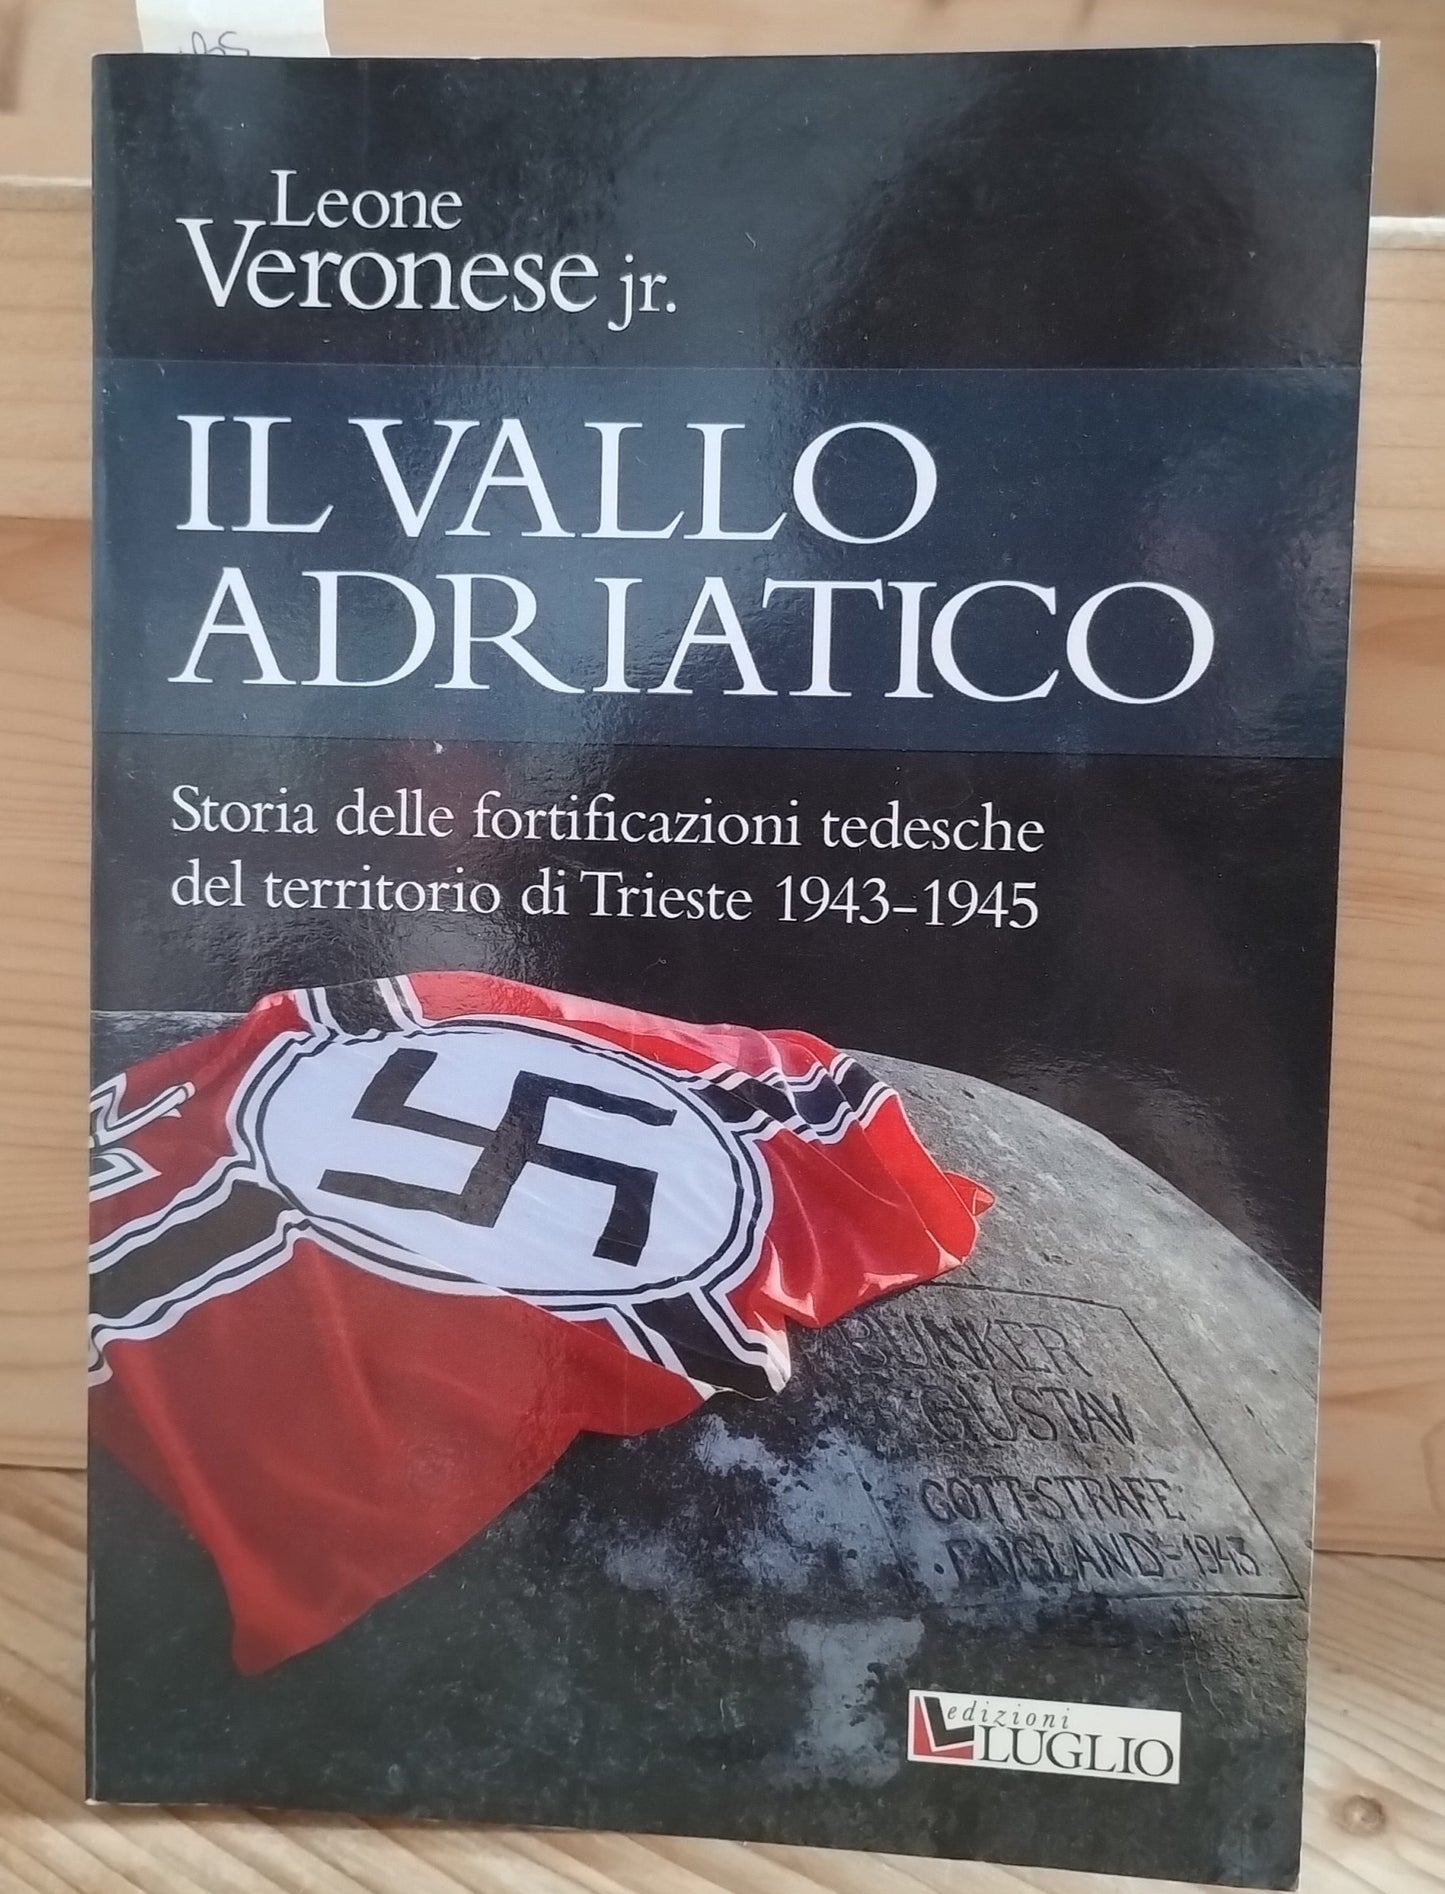 Leone
Veronese jr.
IL VALLO
ADRIATICO
Storia delle fortificazioni tedesche
del territorio di Trieste 1943-1945
BUNKER
GUSTAV
GOTT STRAFE
ENGLAND - 1943
edizioni
LUGLIO